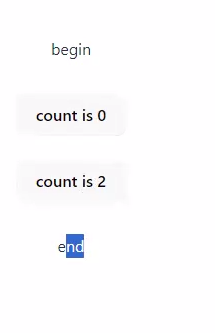 begin
count is 0
count is 2
end